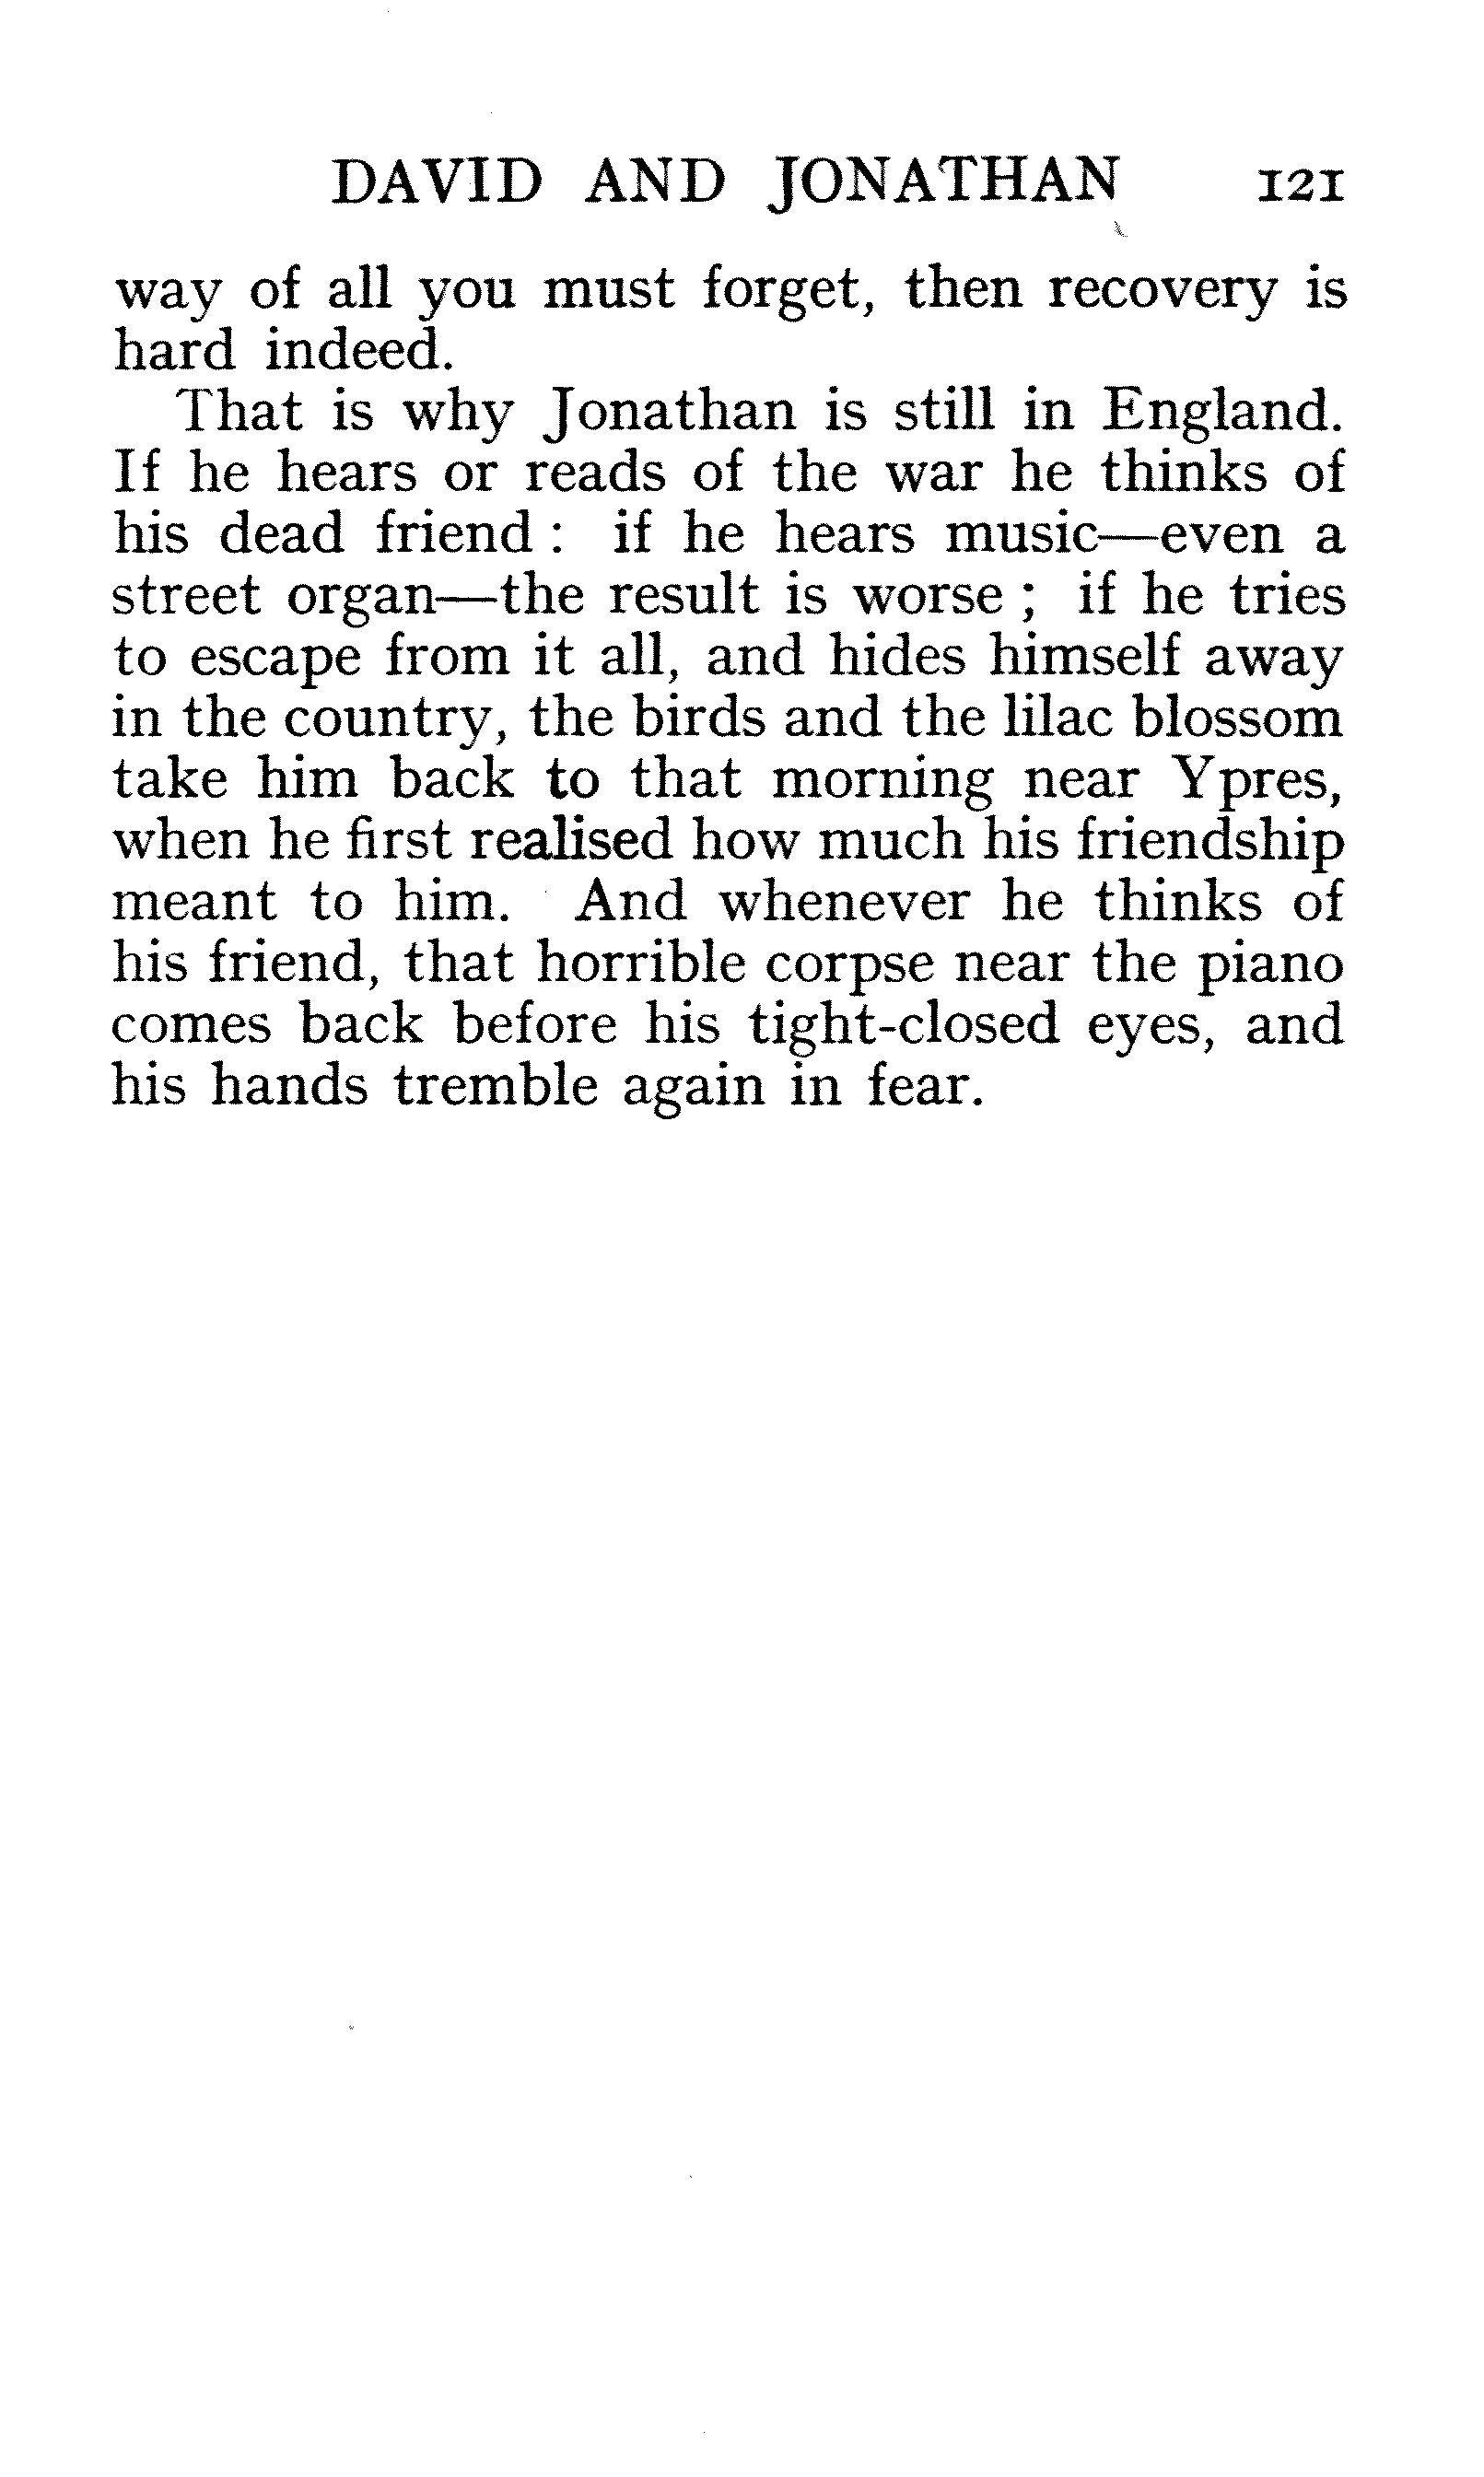 DAVID AND JONATHAN 121
way of all you must forget, then recovery is
hard indeed.
That is why Jonathan is still in England.
If he hears or reads of the war he thinks of
his dead friend : if he hears music—even a
street organ—the result is worse ; if he tries
to escape from it all, and hides himself away
in the country, the birds and the lilac blossom
take him back to that morning near Ypres,
when he first realised how much his friendship
meant to him. And whenever he thinks of
his friend, that horrible corpse near the piano
comes back before his tight-closed eyes, and
his hands tremble again in fear.